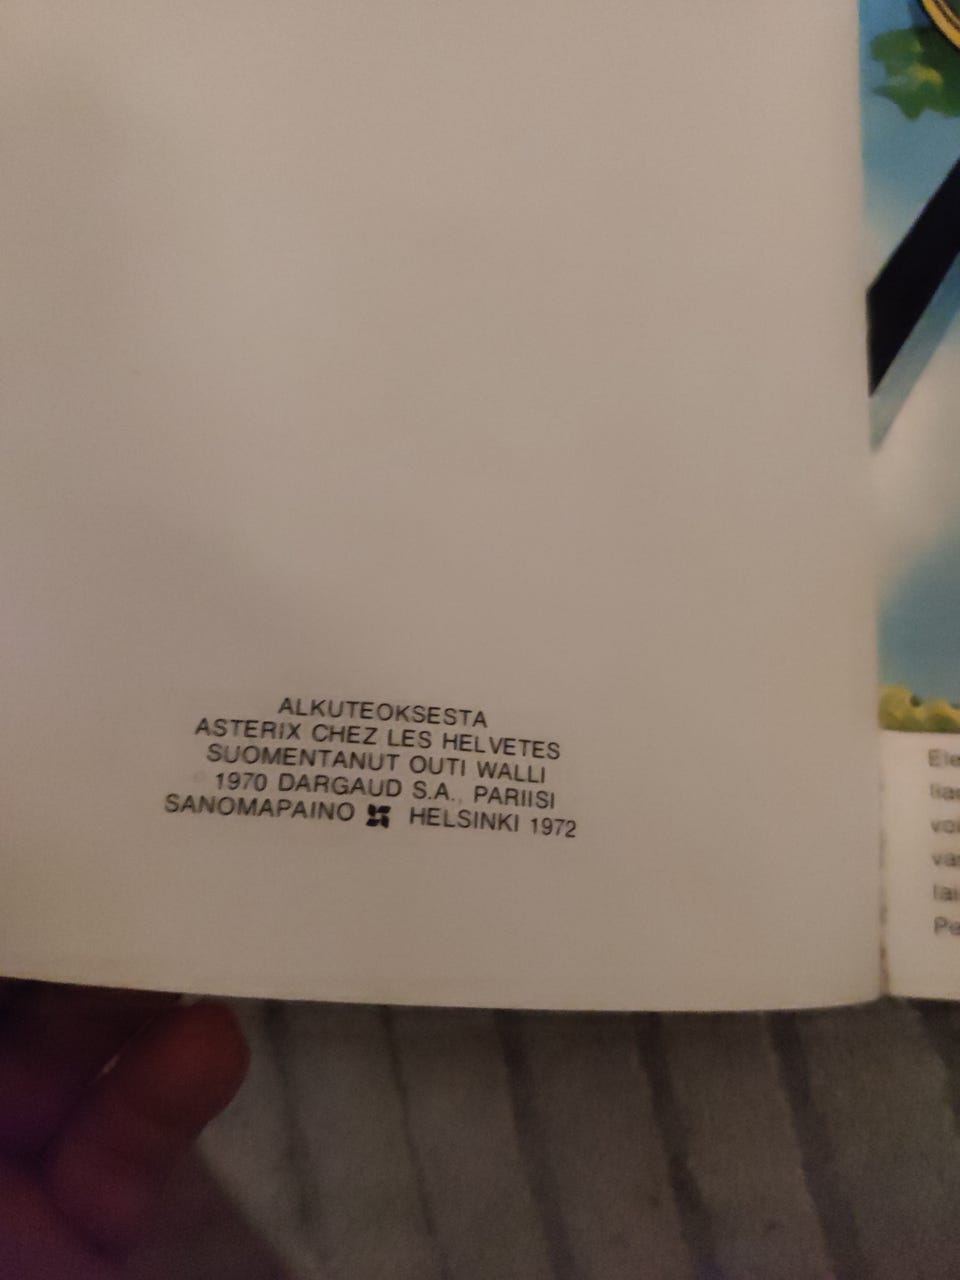 ALKUTEOKSESTA
ASTERIX CHEZ LES HELVETES
SUOMENTANUT OUTI WALLI
1970 DARGAUD S.A., PARIISI
SANOMAPAINO HELSINKI 1972